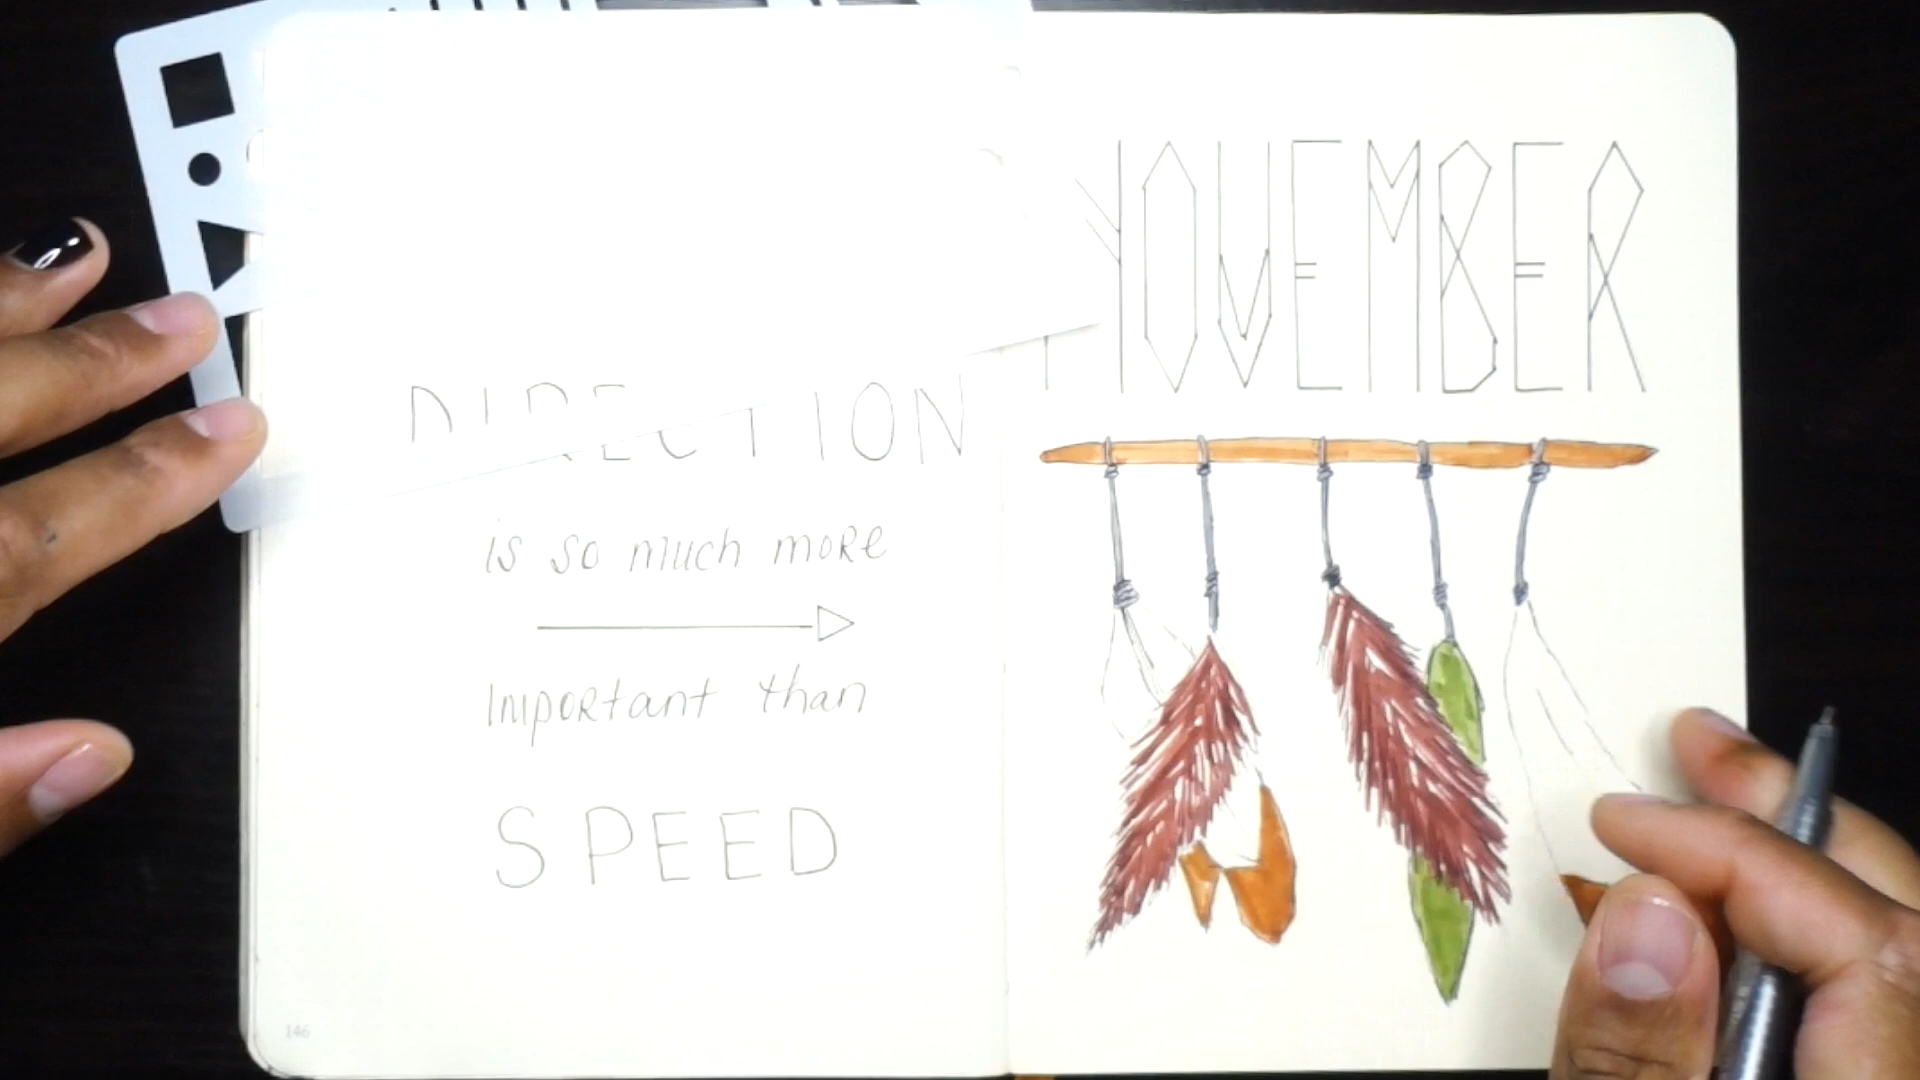 DIRECTION
is so much more
Important than
SPEED
146
NOVEMBER